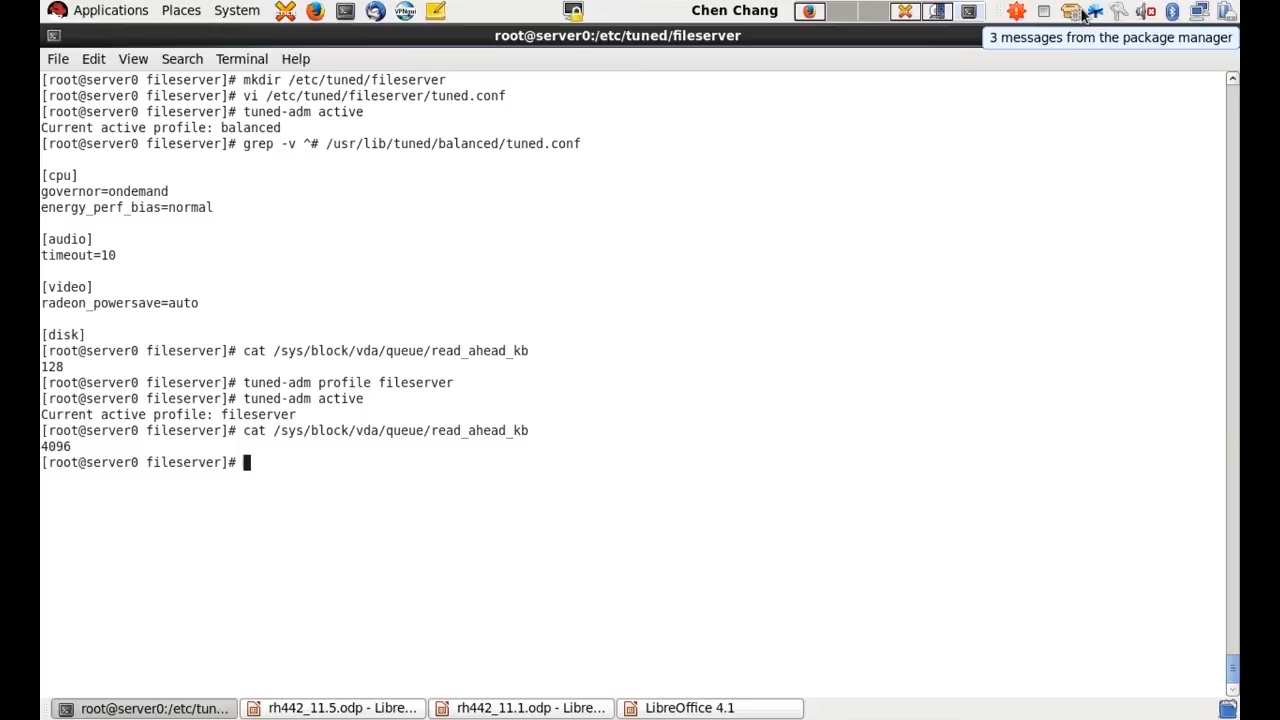 Applications Places System Chen Chang
root@server0:/etc/tuned/fileserver
3 messages from the package manager
File Edit View Search Terminal Help
[root@server0 fileserver]# mkdir /etc/tuned/fileserver
[root@server0 fileserver]# vi /etc/tuned/fileserver/tuned.conf
[root@server0 fileserver]# tuned-adm active
Current active profile: balanced
[root@server0 fileserver]# grep -v ^# /usr/lib/tuned/balanced/tuned.conf
[cpu]
governor=ondemand
energy_perf_bias=normal
[audio]
timeout=10
[video]
radeon_powersave=auto
[disk]
[root@server0 fileserver]# cat /sys/block/vda/queue/read_ahead_kb
128
[root@server0 fileserver]# tuned-adm profile fileserver
[root@server0 fileserver]# tuned-adm active
Current active profile: fileserver
[root@server0 fileserver]# cat /sys/block/vda/queue/read_ahead_kb
4096
[root@server0 fileserver]#
root@server0:/etc/tun... rh442_11.5.odp - Libre... rh442_11.1.odp - Libre... LibreOffice 4.1